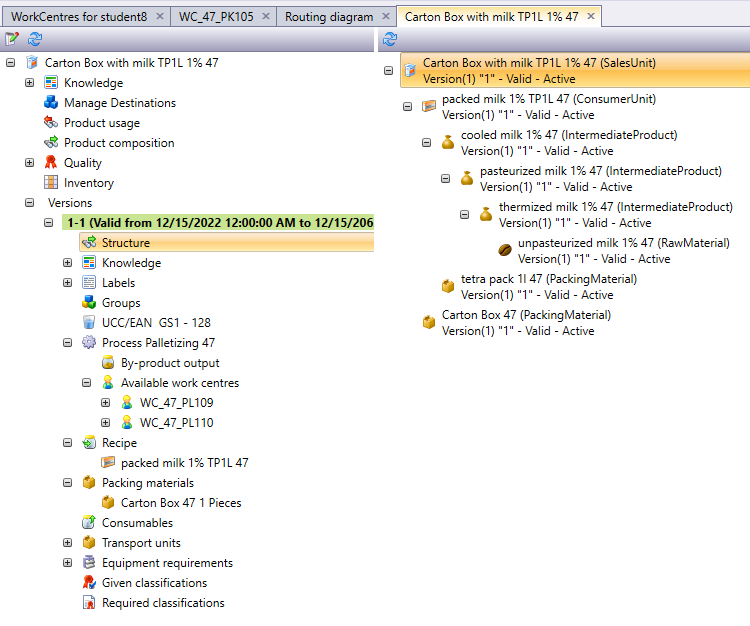 WorkCentres for student8
WC_47_PK105
Routing diagram
Carton Box with milk TP1L 1% 47
Carton Box with milk TP1L 1% 47
Knowledge
Manage Destinations
Product usage
Product composition
Quality
Inventory
Versions
1-1 (Valid from 12/15/2022 12:00:00 AM to 12/15/206
Structure
Knowledge
Labels
Groups
UCC/EAN GS1 - 128
Process Palletizing 47
By-product output
Available work centres
WC_47_PL109
WC_47_PL110
Recipe
packed milk 1% TP1L 47
Packing materials
Carton Box 47 1 Pieces
Consumables
Transport units
Equipment requirements
Given classifications
Required classifications
Carton Box with milk TP1L 1% 47 (SalesUnit)
Version(1) "1" - Valid - Active
packed milk 1% TP1L 47 (ConsumerUnit)
Version(1) "1" - Valid - Active
cooled milk 1% 47 (IntermediateProduct)
Version(1) "1" - Valid - Active
pasteurized milk 1% 47 (IntermediateProduct)
Version(1) "1" - Valid - Active
thermized milk 1% 47 (IntermediateProduct)
Version(1) "1" - Valid - Active
unpasteurized milk 1% 47 (RawMaterial)
Version(1) "1" - Valid - Active
tetra pack 1l 47 (PackingMaterial)
Version(1) "1" - Valid - Active
Carton Box 47 (PackingMaterial)
Version(1) "1" - Valid - Active